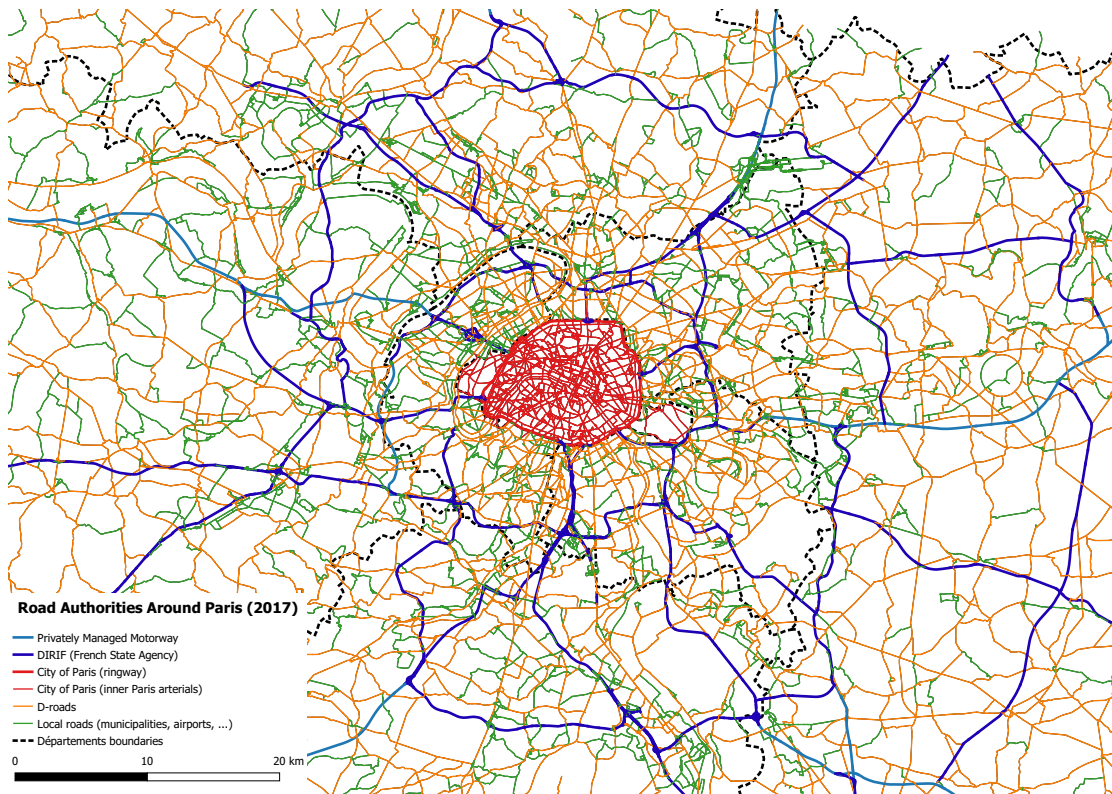 Road Authorities Around Paris (2017)
Privately Managed Motorway
DIRIF (French State Agency)
City of Paris (ringway)
City of Paris (inner Paris arterials)
D-roads
Local roads (municipalities, airports, ...)
Départements boundaries
0 10 20 km